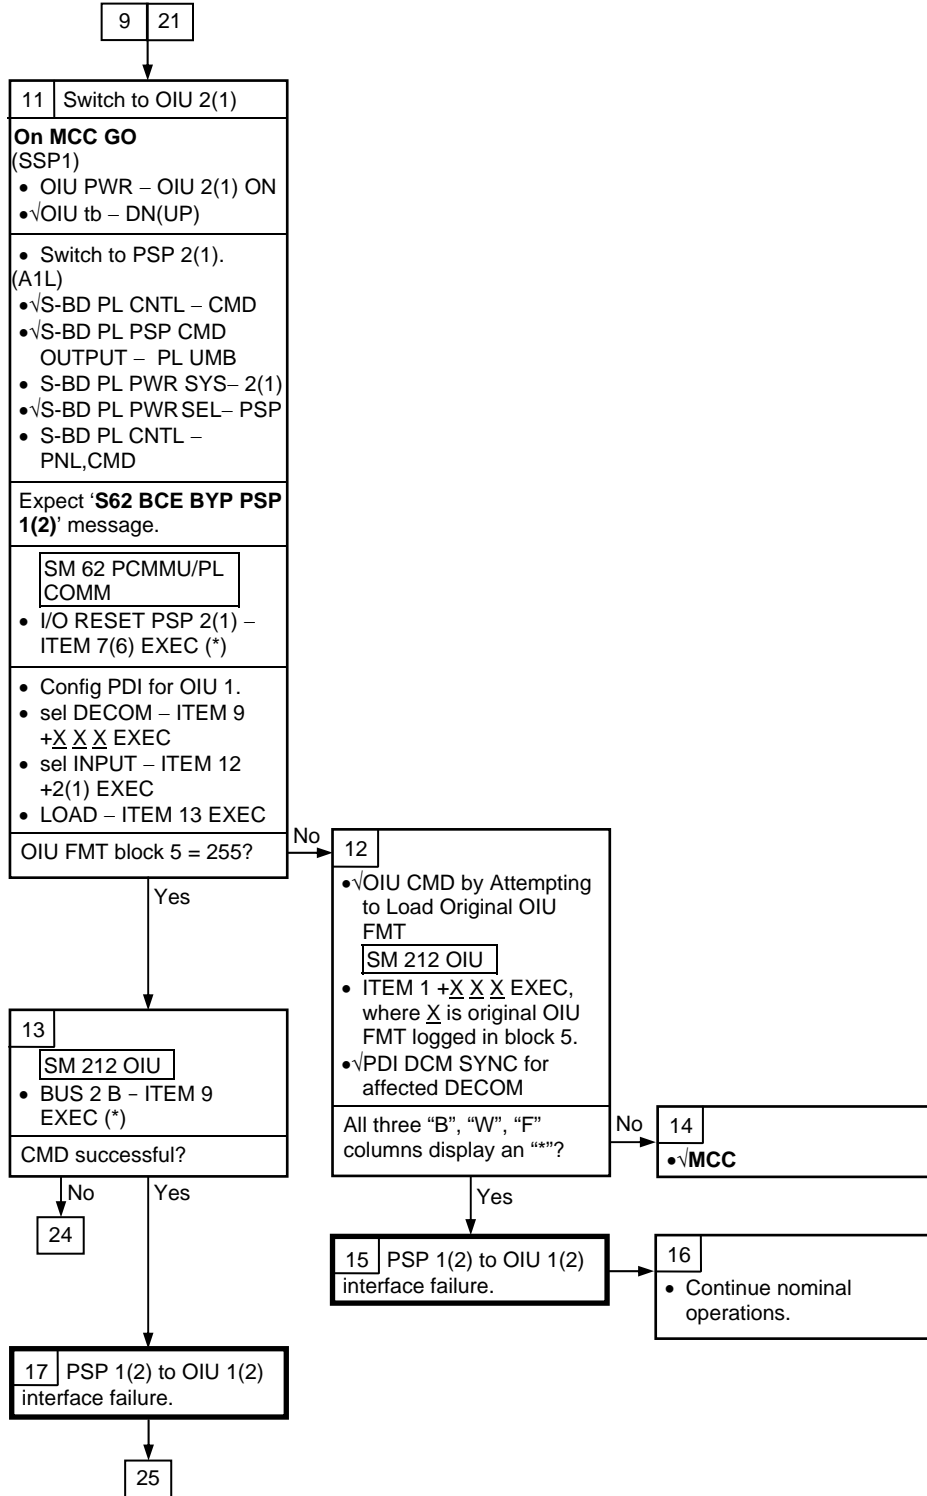 9 21
11 Switch to OIU 2(1)
On MCC GO
(SSP1)
• OIU PWR – OIU 2(1) ON
•√OIU tb – DN(UP)
• Switch to PSP 2(1).
(A1L)
•√S-BD PL CNTL – CMD
•√S-BD PL PSP CMD
OUTPUT – PL UMB
• S-BD PL PWR SYS– 2(1)
•√S-BD PL PWR SEL– PSP
• S-BD PL CNTL –
PNL,CMD
Expect ‘S62 BCE BYP PSP
1(2)’ message.
SM 62 PCMMU/PL
COMM
• I/O RESET PSP 2(1) –
ITEM 7(6) EXEC (*)
• Config PDI for OIU 1.
• sel DECOM – ITEM 9
+X X X EXEC
• sel INPUT – ITEM 12
+2(1) EXEC
• LOAD – ITEM 13 EXEC
OIU FMT block 5 = 255?
No
Yes
12
•√OIU CMD by Attempting
to Load Original OIU
FMT
SM 212 OIU
• ITEM 1 +X X X EXEC,
where X is original OIU
FMT logged in block 5.
•√PDI DCM SYNC for
affected DECOM
All three “B”, “W”, “F”
columns display an “*”?
No
Yes
13
SM 212 OIU
• BUS 2 B – ITEM 9
EXEC (*)
CMD successful?
No
Yes
24
14
•√MCC
15 PSP 1(2) to OIU 1(2)
interface failure.
16
• Continue nominal
operations.
17 PSP 1(2) to OIU 1(2)
interface failure.
25